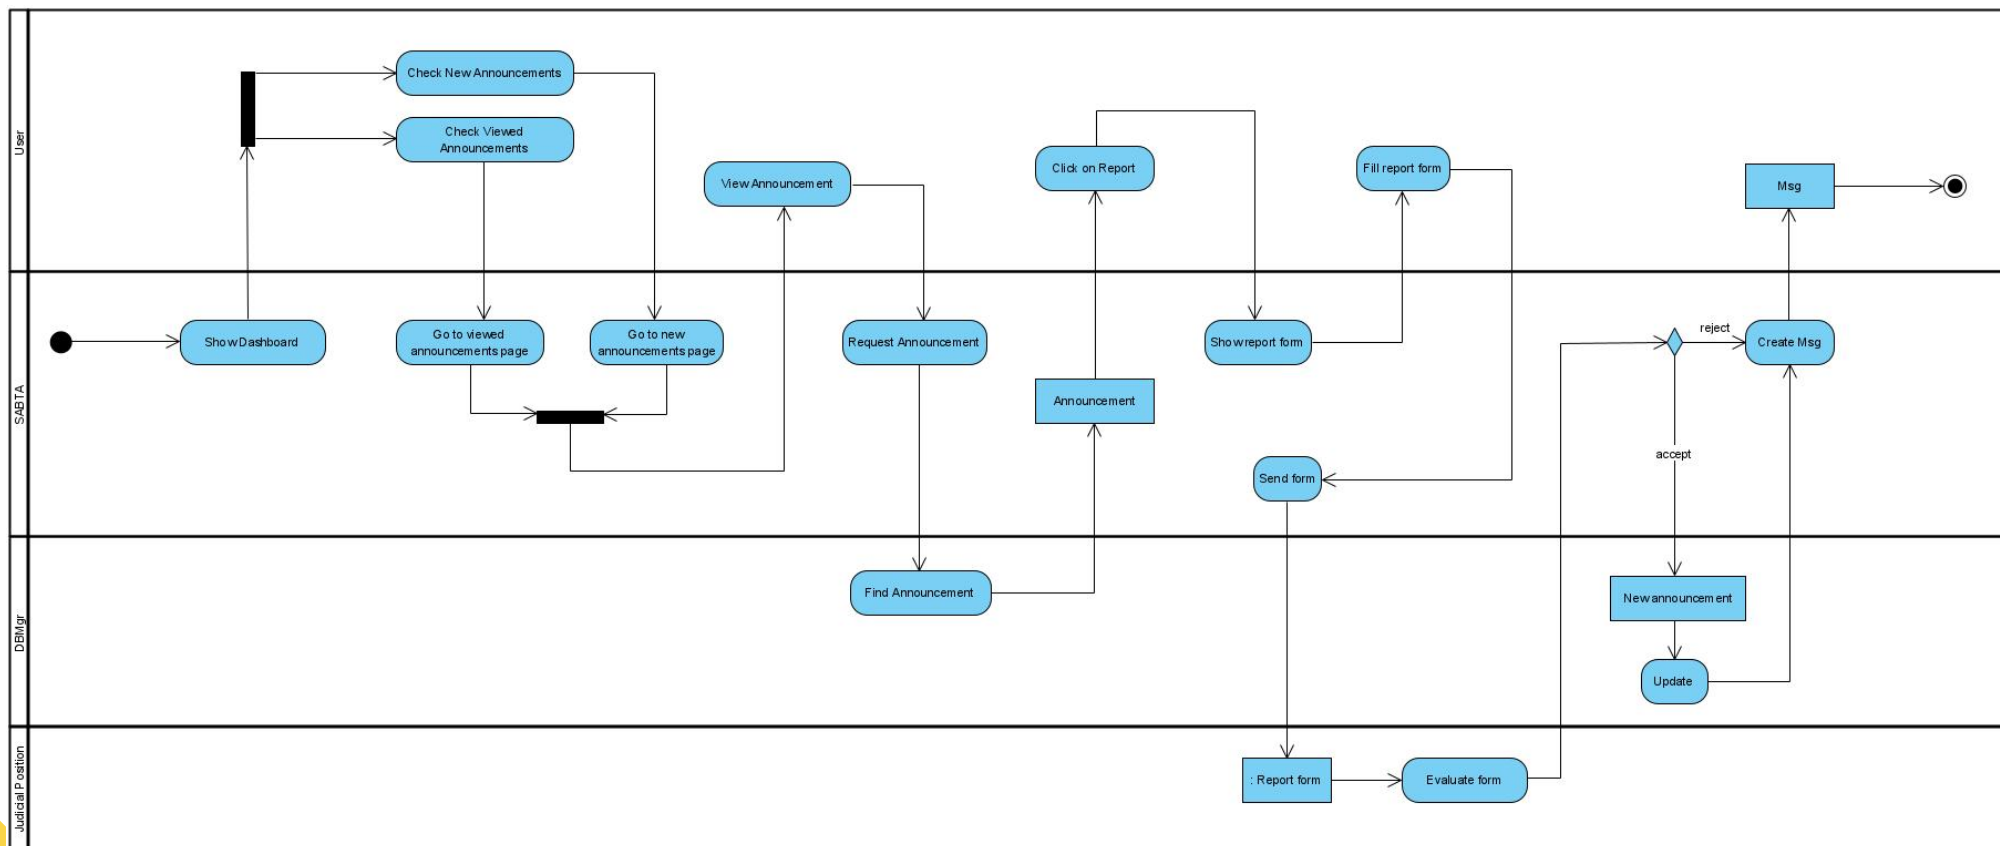 User
Check New Announcements
Check Viewed
Announcements
View Announcement
Click on Report
Fill report form
Msg
SABTA
Show Dashboard
Go to viewed
announcements page
Go to new
announcements page
Request Announcement
Announcement
Show report form
Send form
reject
Create Msg
accept
DBMgr
Find Announcement
New announcement
Update
Judicial Position
: Report form
Evaluate form